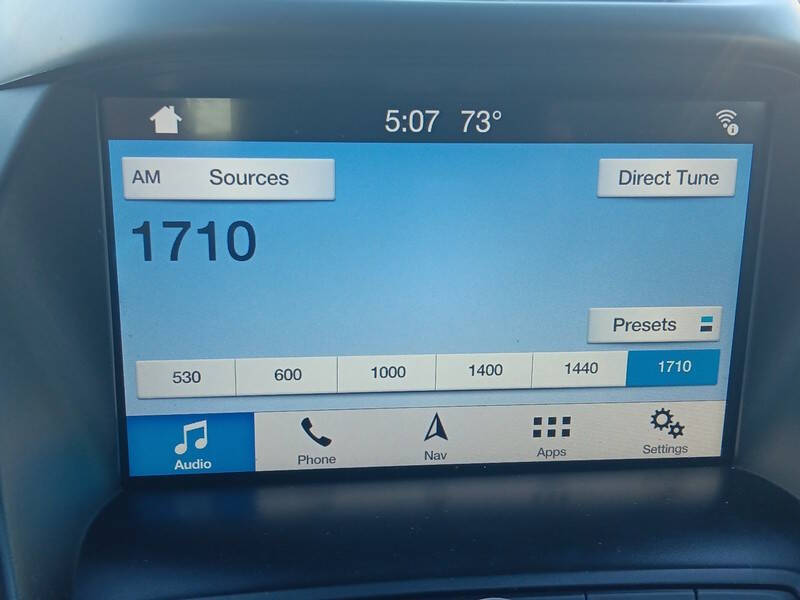 5:07 73°
AM Sources
Direct Tune
1710
Presets
530 600 1000 1400 1440 1710
Audio Phone Nav Apps Settings